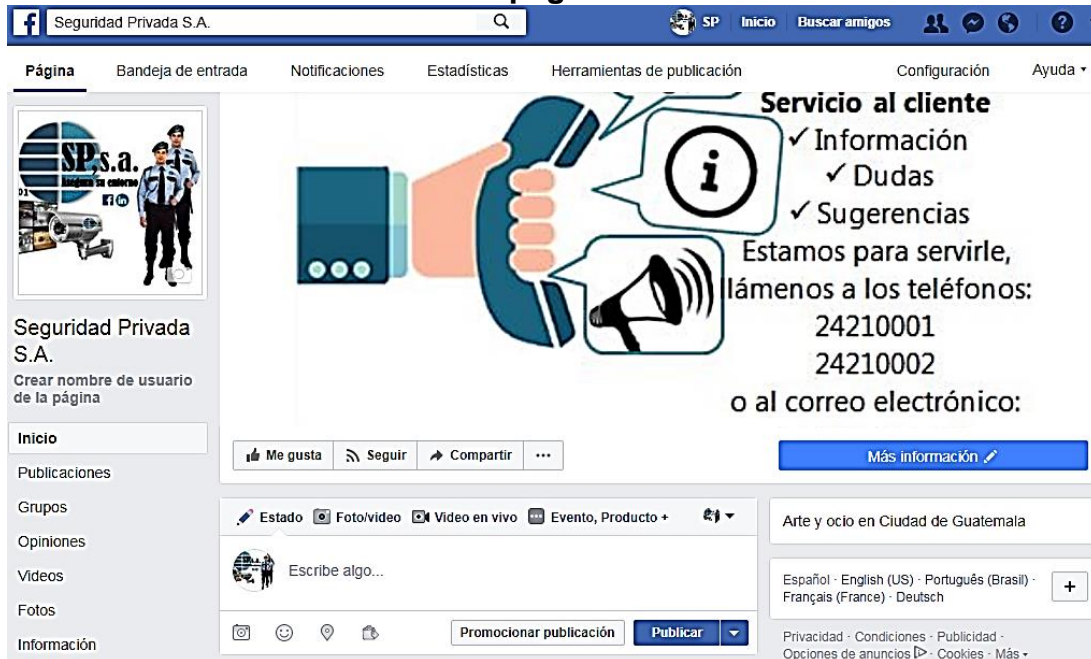 Seguridad Privada S.A.
SP Inicio Buscar amigos
Página Bandeja de entrada Notificaciones Estadísticas Herramientas de publicación Configuración Ayuda
SP,s.a.
Asegura su entorno
Seguridad Privada
S.A.
Crear nombre de usuario
de la página
Inicio
Publicaciones
Grupos
Opiniones
Videos
Fotos
Información
Servicio al cliente
✓ Información
✓ Dudas
✓ Sugerencias
Estamos para servirle,
llámenos a los teléfonos:
24210001
24210002
o al correo electrónico:
Me gusta Seguir Compartir ...
Más información
Estado Foto/video Video en vivo Evento, Producto +
Escribe algo...
Promocionar publicación Publicar
Arte y ocio en Ciudad de Guatemala
Español · English (US) · Português (Brasil) ·
Français (France) · Deutsch
Privacidad · Condiciones · Publicidad ·
Opciones de anuncios · Cookies · Más